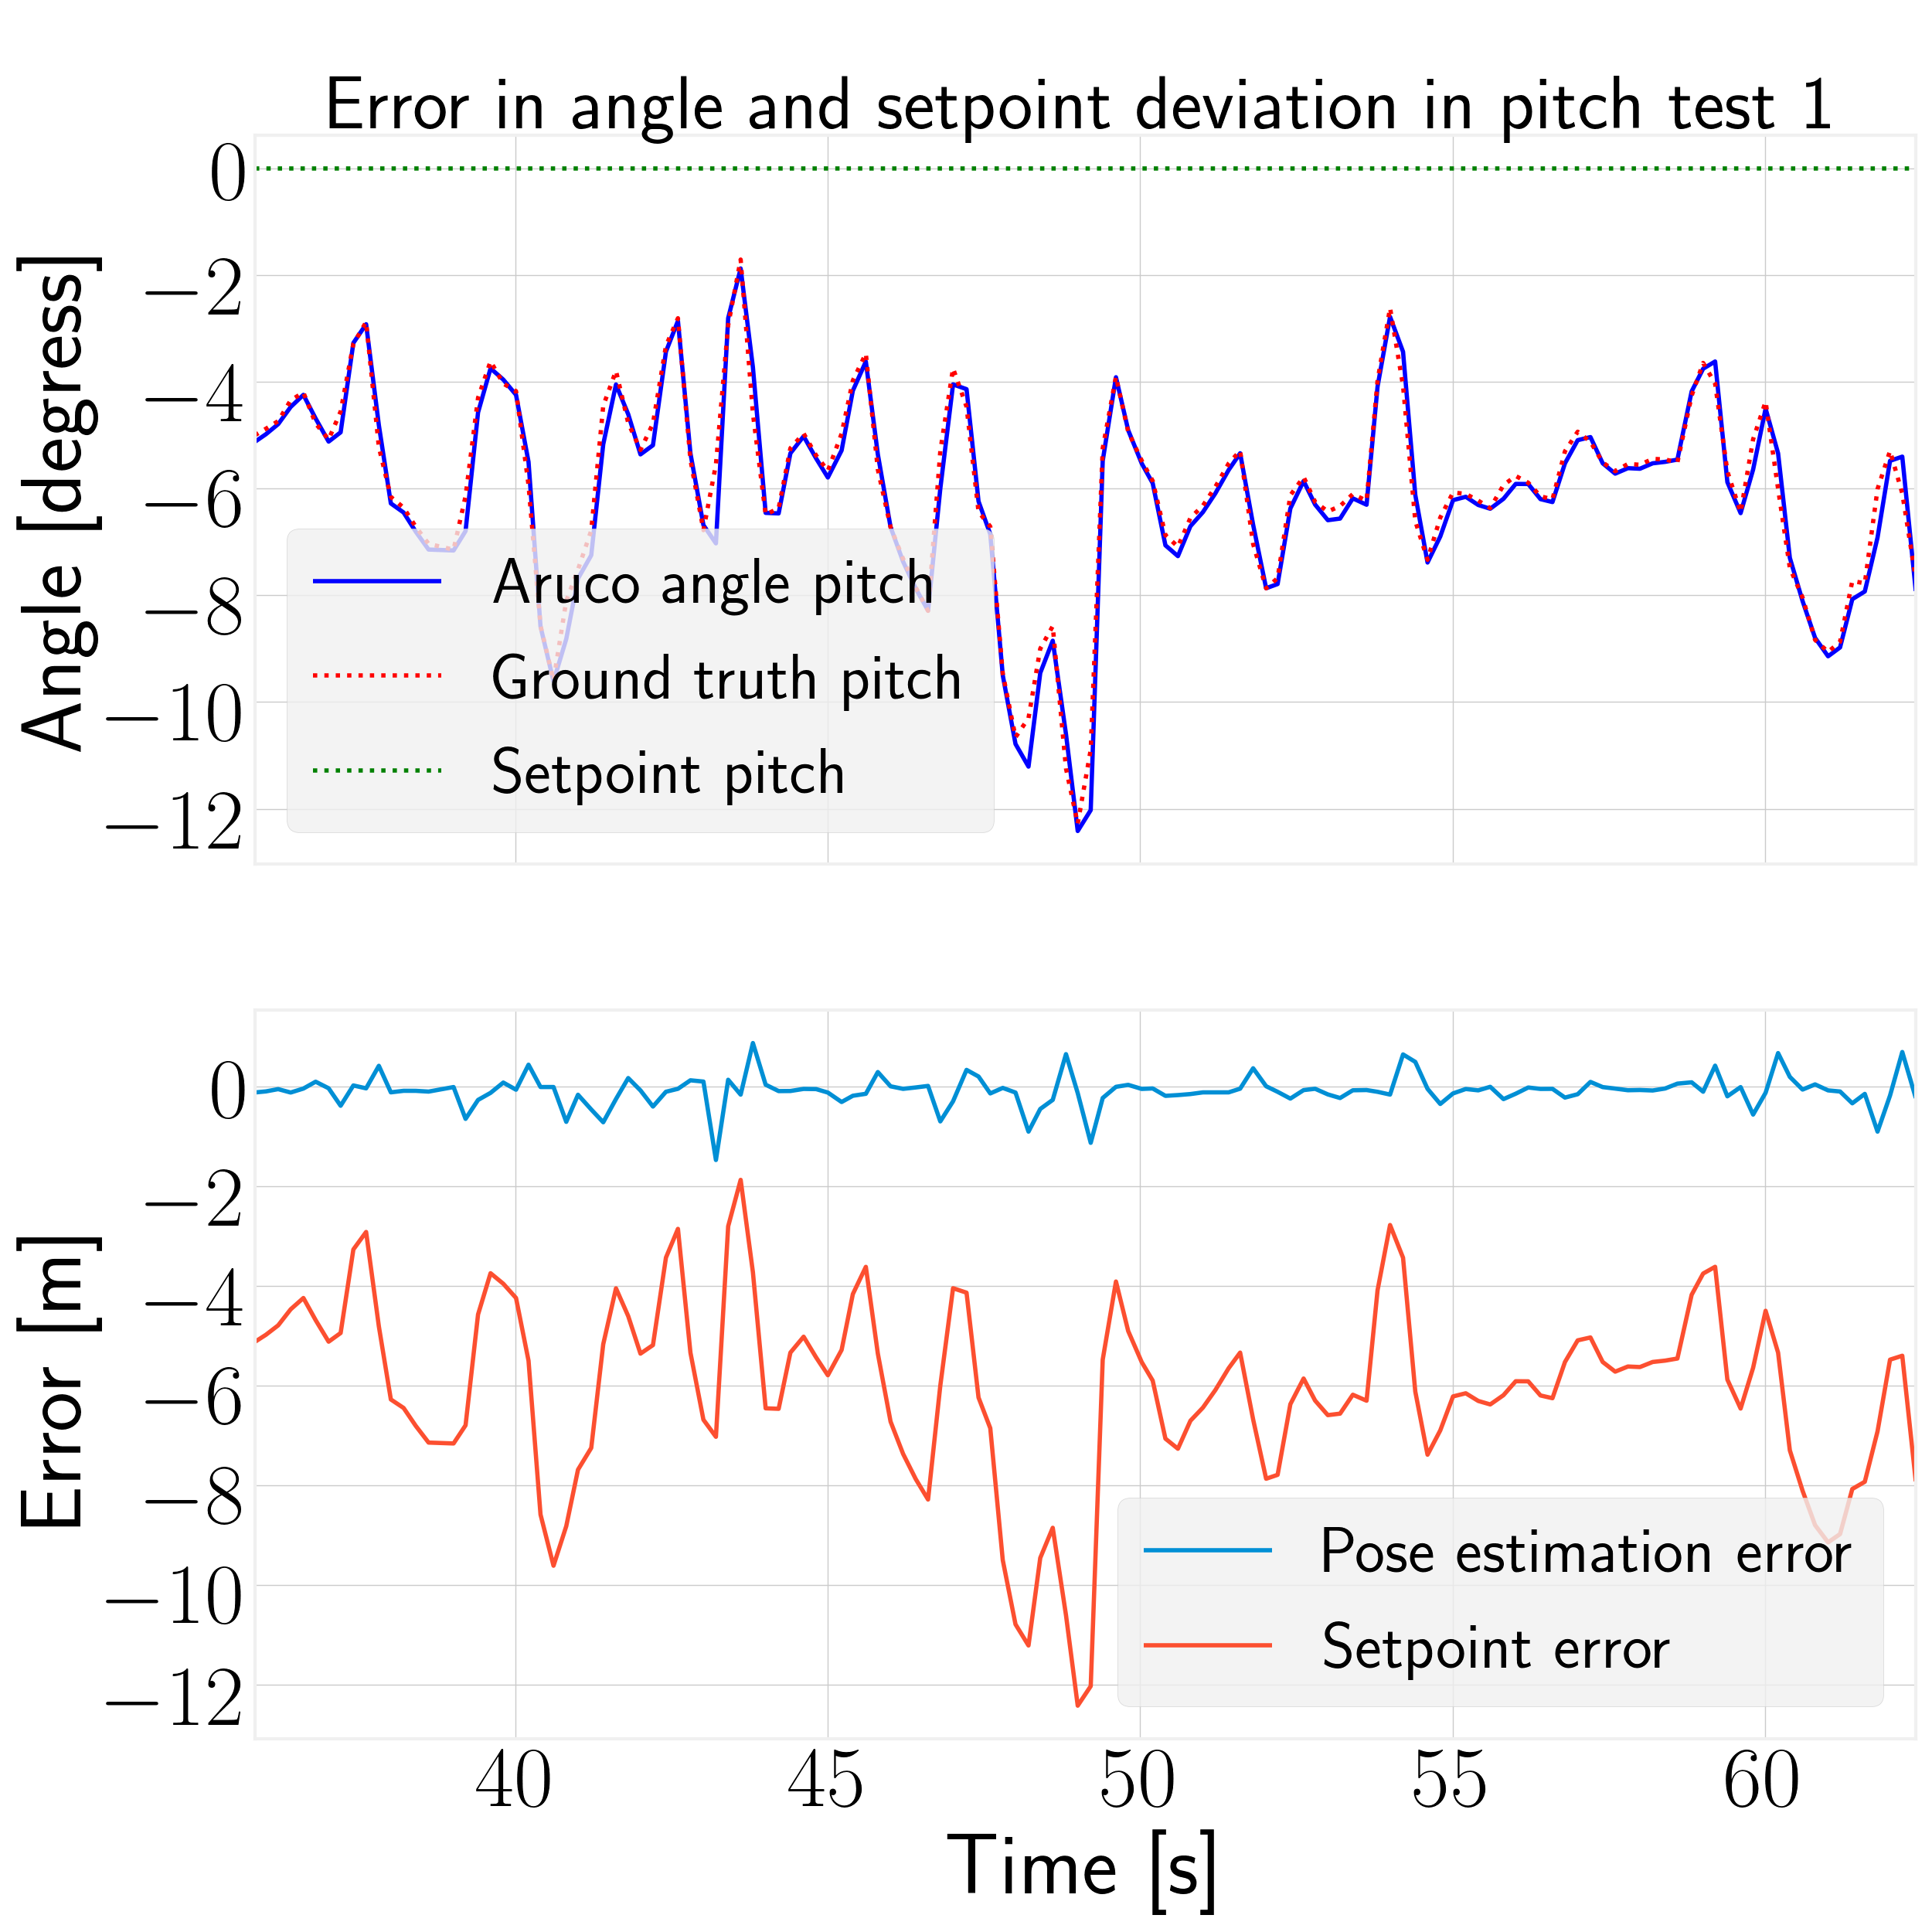 Error in angle and setpoint deviation in pitch test 1
Angle [degress]
0
−2
−4
−6
−8
−10
−12
Aruco angle pitch
Ground truth pitch
Setpoint pitch
Error [m]
0
−2
−4
−6
−8
−10
−12
Pose estimation error
Setpoint error
40 45 50 55 60
Time [s]